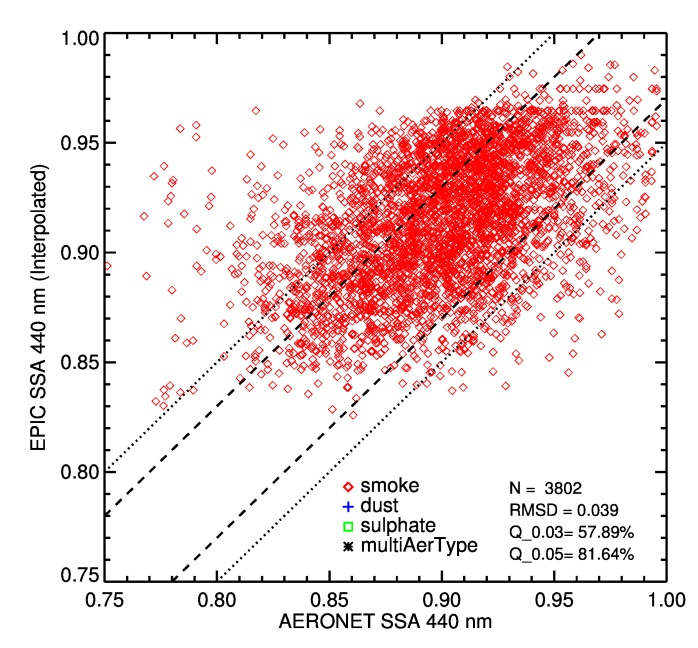 1.00
0.95
0.90
0.85
0.80
0.75
EPIC SSA 440 nm (Interpolated)
smoke
dust
sulphate
multiAerType
N = 3802
RMSD = 0.039
Q_0.03= 57.89%
Q_0.05= 81.64%
0.75 0.80 0.85 0.90 0.95 1.00
AERONET SSA 440 nm